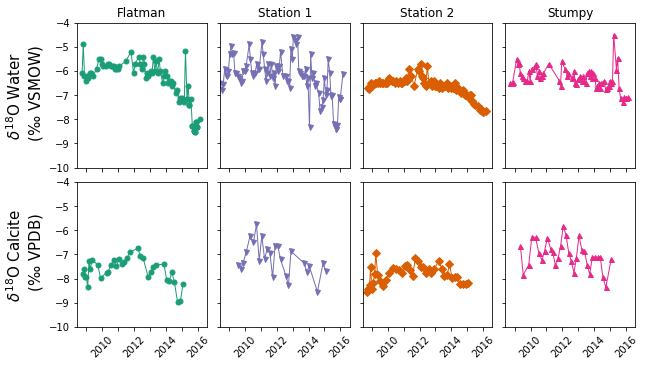 Flatman Station 1 Station 2 Stumpy
δ¹⁸O Water
(‰ VSMOW)
−4
−5
−6
−7
−8
−9
−10
δ¹⁸O Calcite
(‰ VPDB)
−4
−5
−6
−7
−8
−9
−10
2010 2012 2014 2016 2010 2012 2014 2016 2010 2012 2014 2016 2010 2012 2014 2016